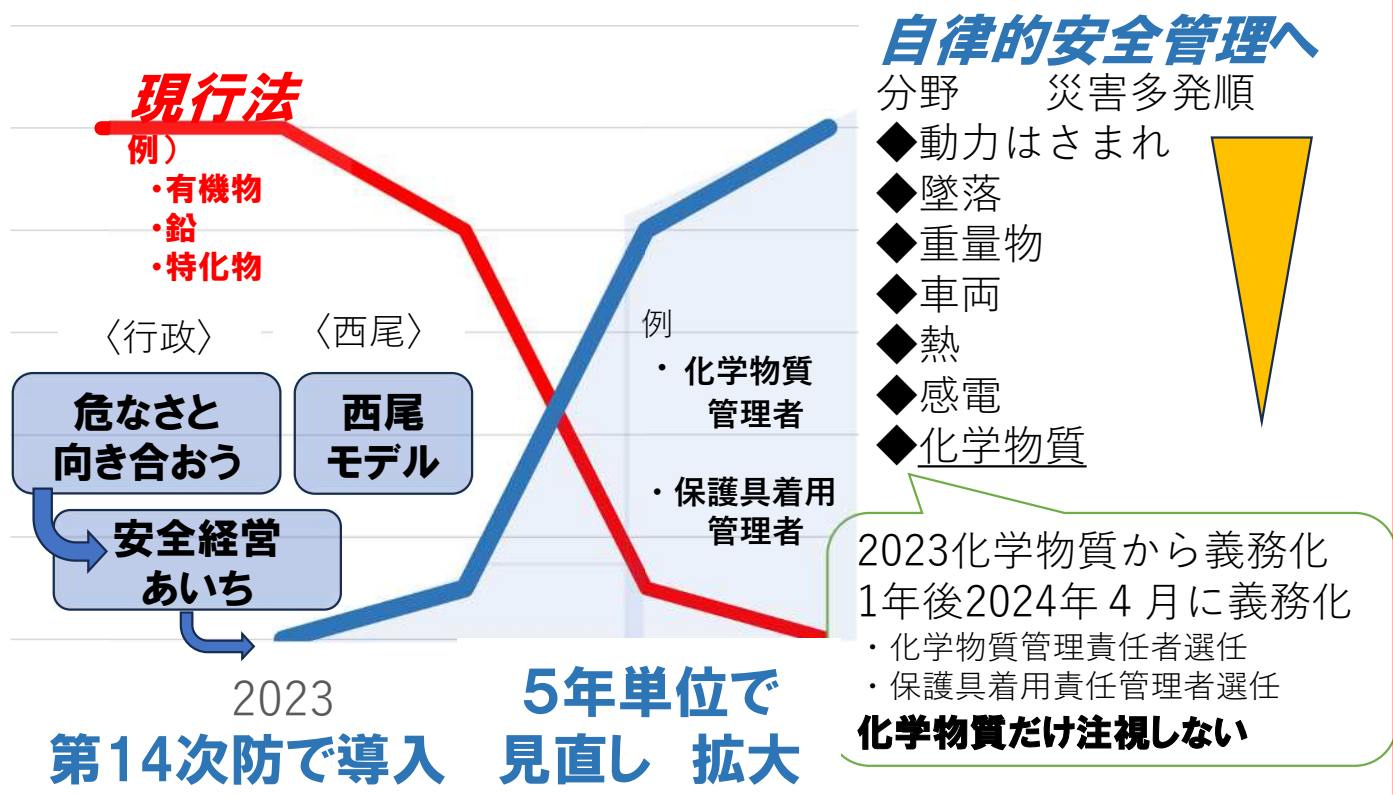 現行法
例）
・有機物
・鉛
・特化物
〈行政〉
〈西尾〉
危なさと
向き合おう
西尾
モデル
安全経営
あいち
例
・ 化学物質
管理者
・保護具着用
管理者
2023
第14次防で導入
5年単位で
見直し 拡大
自律的安全管理へ
分野 災害多発順
◆動力はさまれ
◆墜落
◆重量物
◆車両
◆熱
◆感電
◆化学物質
2023化学物質から義務化
1年後2024年４月に義務化
・化学物質管理責任者選任
・保護具着用責任管理者選任
化学物質だけ注視しない